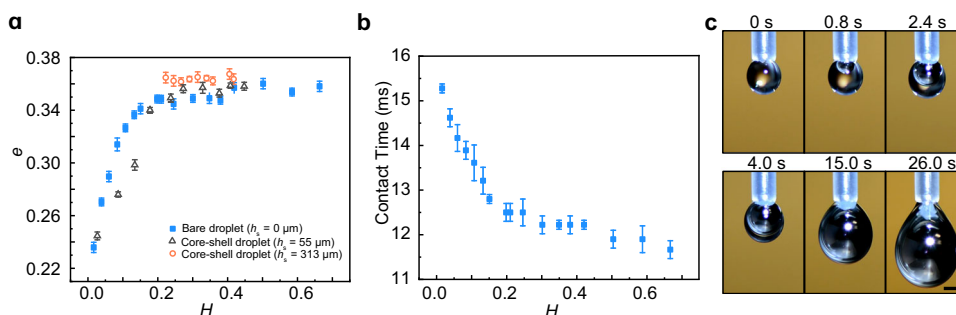 a
0.38
0.34
0.30
0.26
0.22
e
0.0
0.2
0.4
0.6
H
Bare droplet (hs = 0 μm)
Core-shell droplet (hs = 55 μm)
Core-shell droplet (hs = 313 μm)
b
16
15
14
13
12
11
Contact Time (ms)
0.0
0.2
0.4
0.6
H
c
0 s
0.8 s
2.4 s
4.0 s
15.0 s
26.0 s